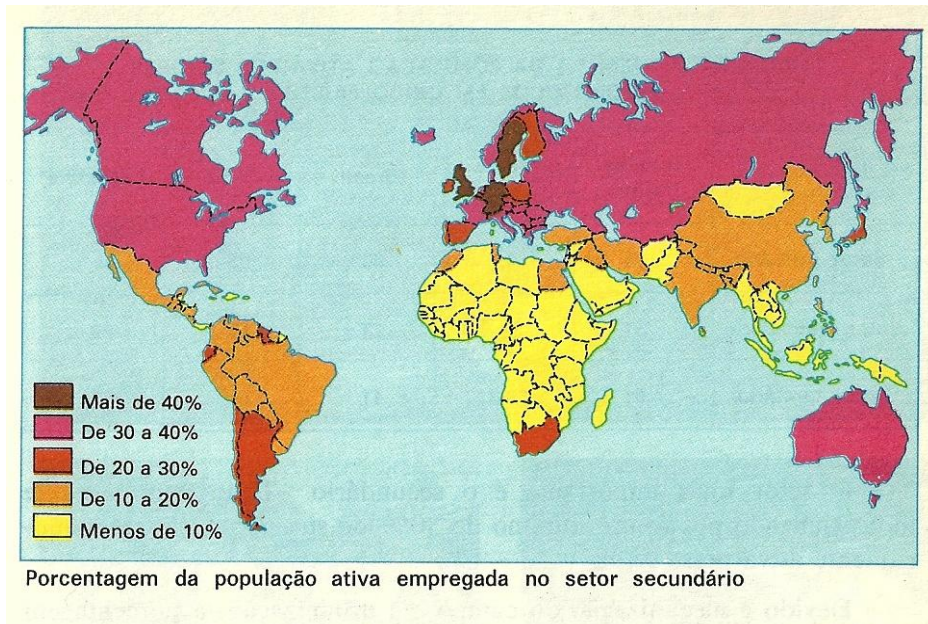 Mais de 40%
De 30 a 40%
De 20 a 30%
De 10 a 20%
Menos de 10%
Porcentagem da população ativa empregada no setor secundário